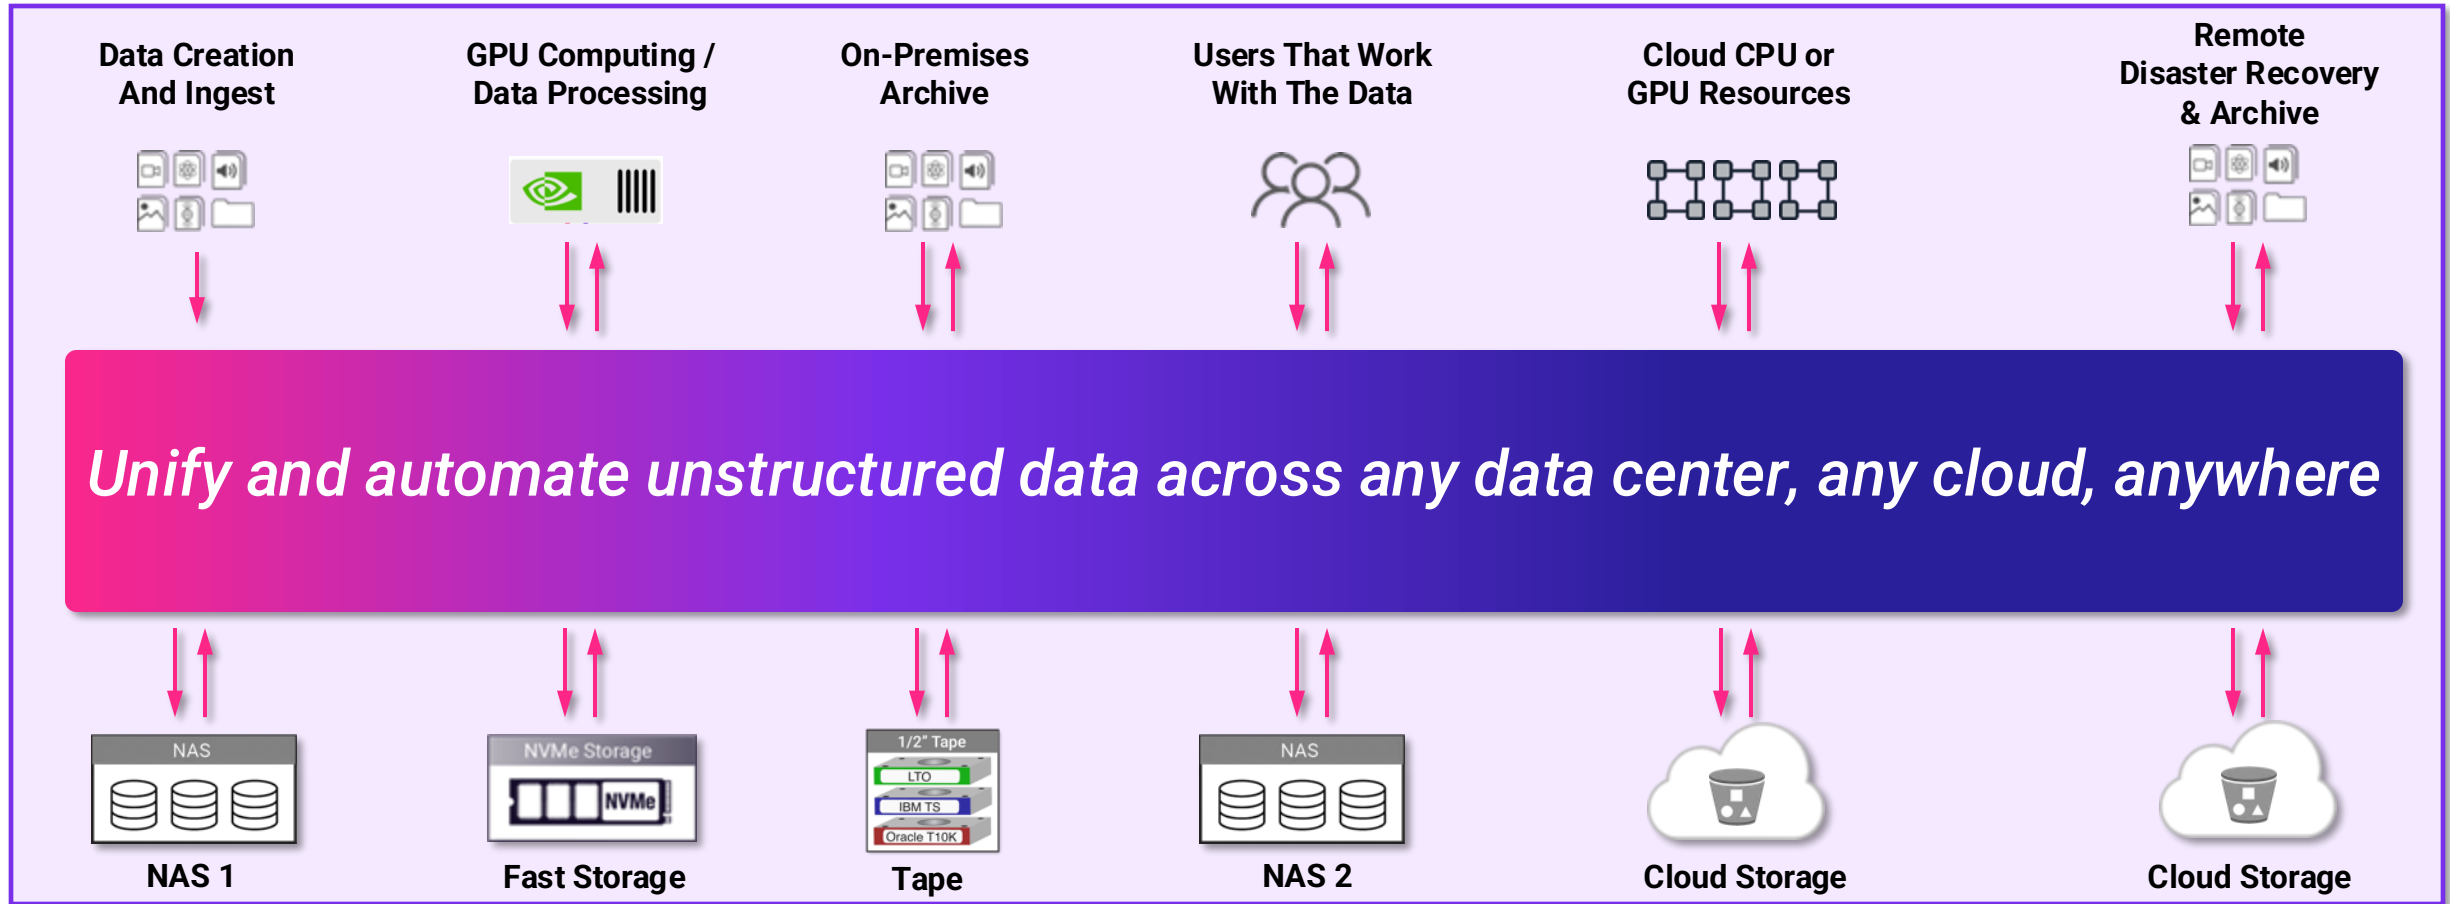 Data Creation
And Ingest
GPU Computing /
Data Processing
On-Premises
Archive
Users That Work
With The Data
Cloud CPU or
GPU Resources
Remote
Disaster Recovery
& Archive
Unify and automate unstructured data across any data center, any cloud, anywhere
NAS
NAS 1
NVMe Storage
NVMe
Fast Storage
1/2” Tape
LTO
IBM TS
Oracle T10K
Tape
NAS
NAS 2
Cloud Storage
Cloud Storage